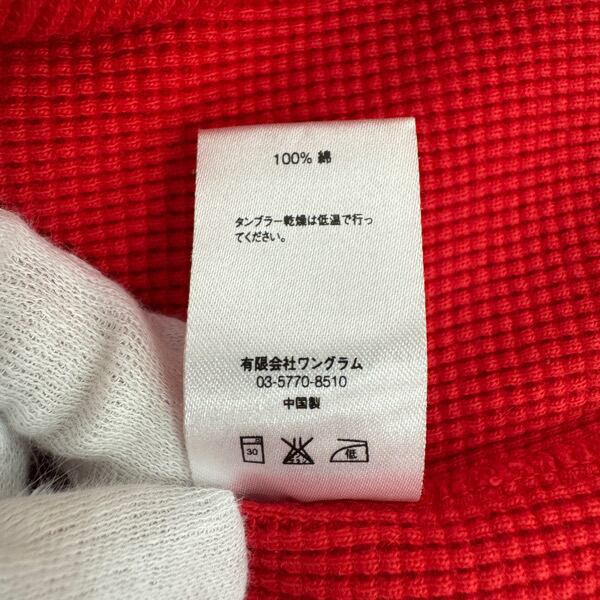 100% 綿
タンブラー乾燥は低温で行っ
てください。
有限会社ワングラム
03-5770-8510
中国製
30
低